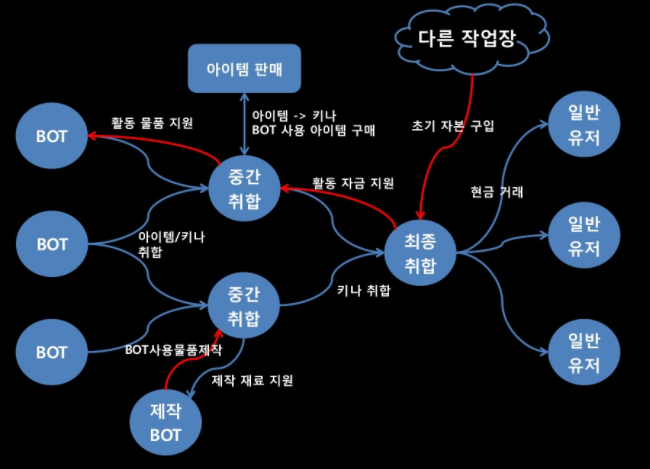 다른 작업장
아이템 판매
일반
유저
BOT
활동 물품 지원
아이템 -> 키나
BOT 사용 아이템 구매
초기 자본 구입
중간
취합
활동 자금 지원
현금 거래
BOT
아이템/키나
취합
최종
취합
일반
유저
중간
취합
키나 취합
BOT
BOT사용물품제작
제작 재료 지원
일반
유저
제작
BOT